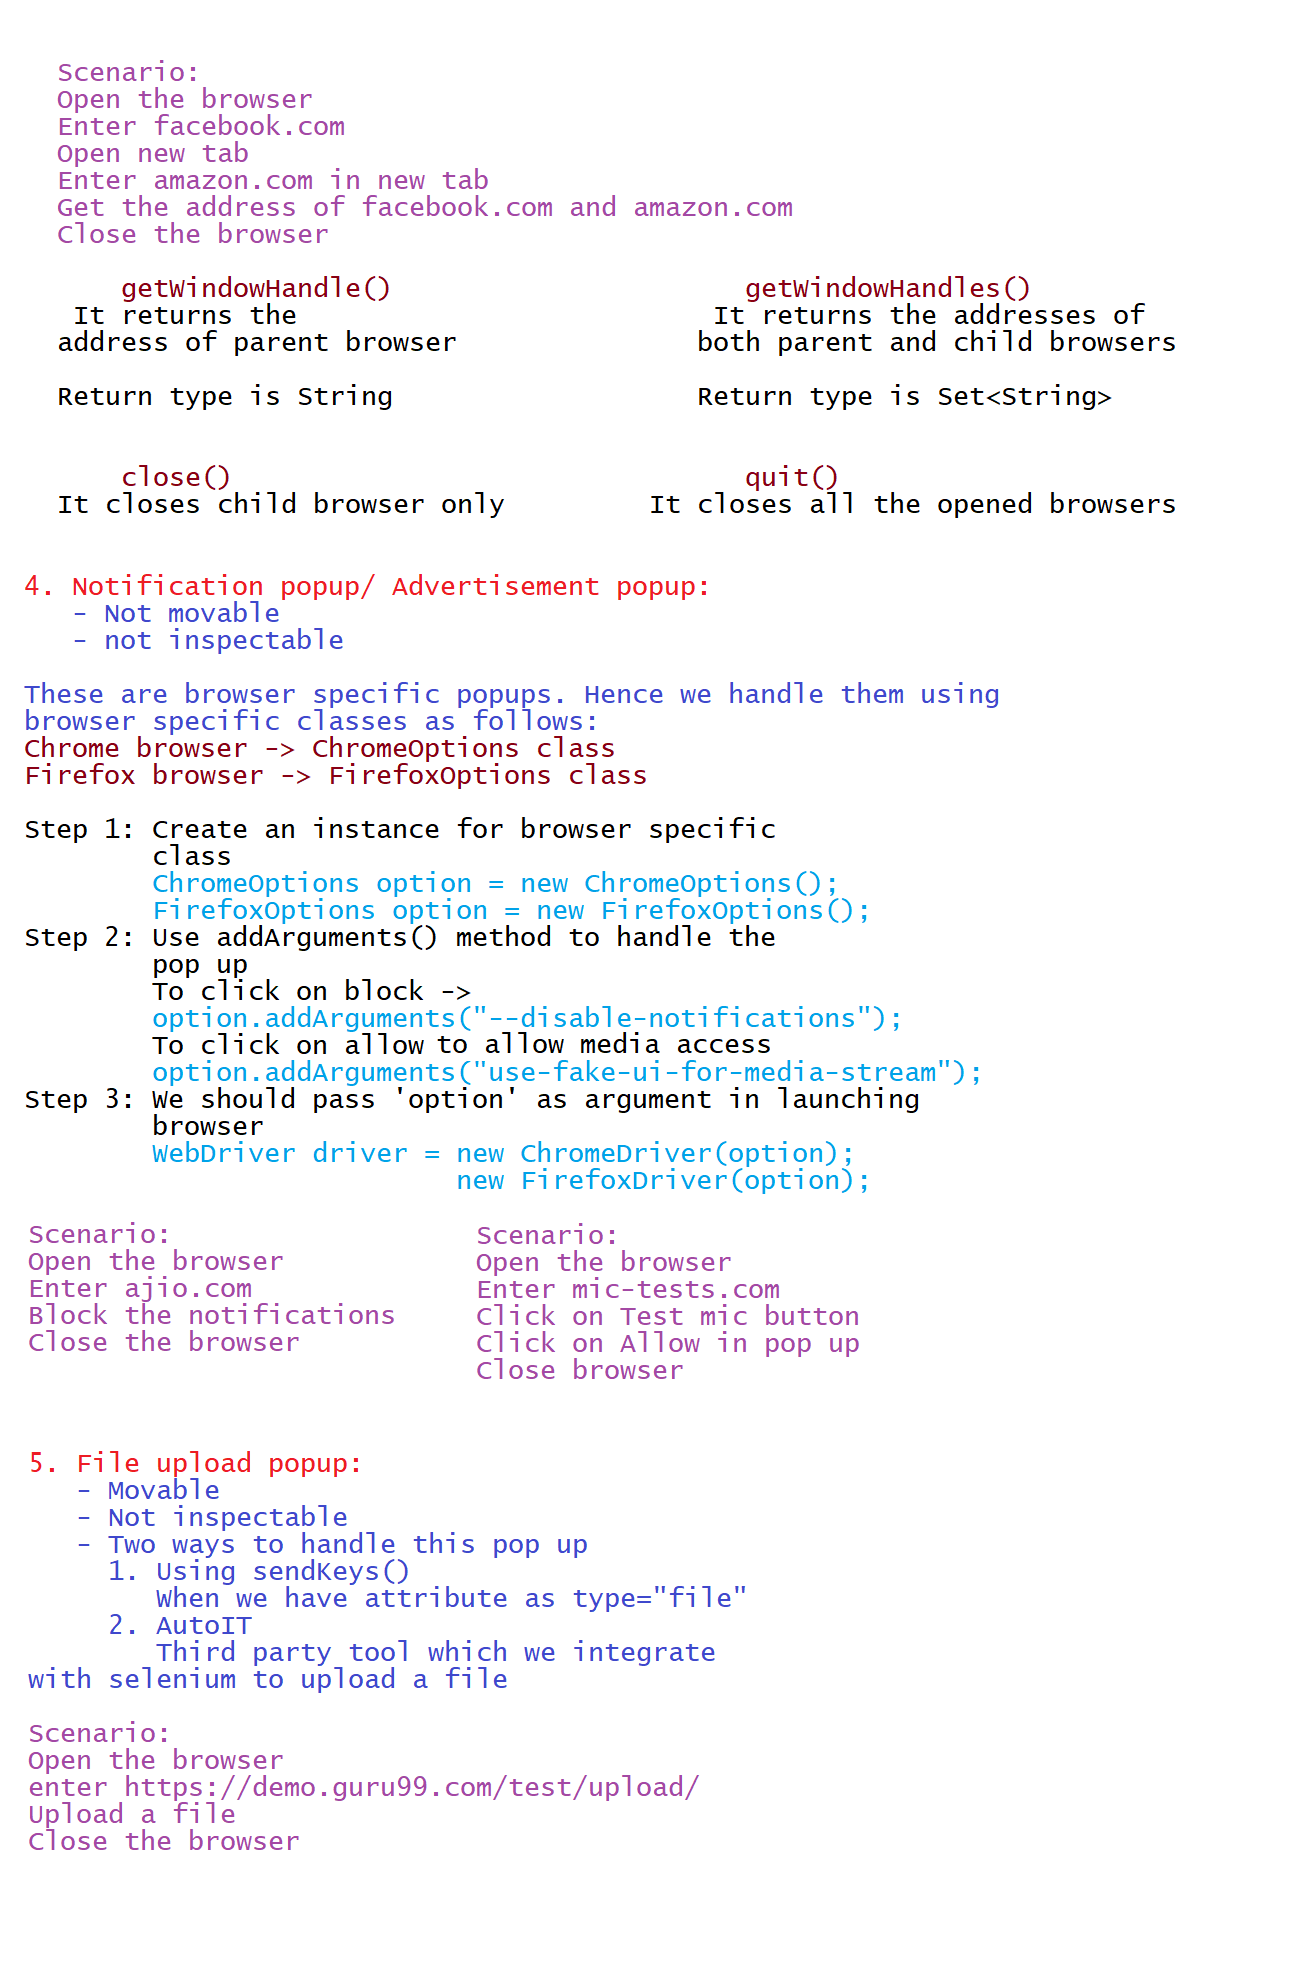 Scenario:
Open the browser
Enter facebook.com
Open new tab
Enter amazon.com in new tab
Get the address of facebook.com and amazon.com
Close the browser
getWindowHandle() getWindowHandles()
It returns the It returns the addresses of
address of parent browser both parent and child browsers
Return type is String Return type is Set<String>
close() quit()
It closes child browser only It closes all the opened browsers
4. Notification popup/ Advertisement popup:
- Not movable
- not inspectable
These are browser specific popups. Hence we handle them using
browser specific classes as follows:
Chrome browser -> ChromeOptions class
Firefox browser -> FirefoxOptions class
Step 1: Create an instance for browser specific
class
ChromeOptions option = new ChromeOptions();
FirefoxOptions option = new FirefoxOptions();
Step 2: Use addArguments() method to handle the
pop up
To click on block ->
option.addArguments("--disable-notifications");
To click on allow to allow media access
option.addArguments("use-fake-ui-for-media-stream");
Step 3: We should pass 'option' as argument in launching
browser
WebDriver driver = new ChromeDriver(option);
new FirefoxDriver(option);
Scenario:
Open the browser
Enter ajio.com
Block the notifications
Close the browser
Scenario:
Open the browser
Enter mic-tests.com
Click on Test mic button
Click on Allow in pop up
Close browser
5. File upload popup:
- Movable
- Not inspectable
- Two ways to handle this pop up
1. Using sendKeys()
When we have attribute as type="file"
2. AutoIT
Third party tool which we integrate
with selenium to upload a file
Scenario:
Open the browser
enter https://demo.guru99.com/test/upload/
Upload a file
Close the browser